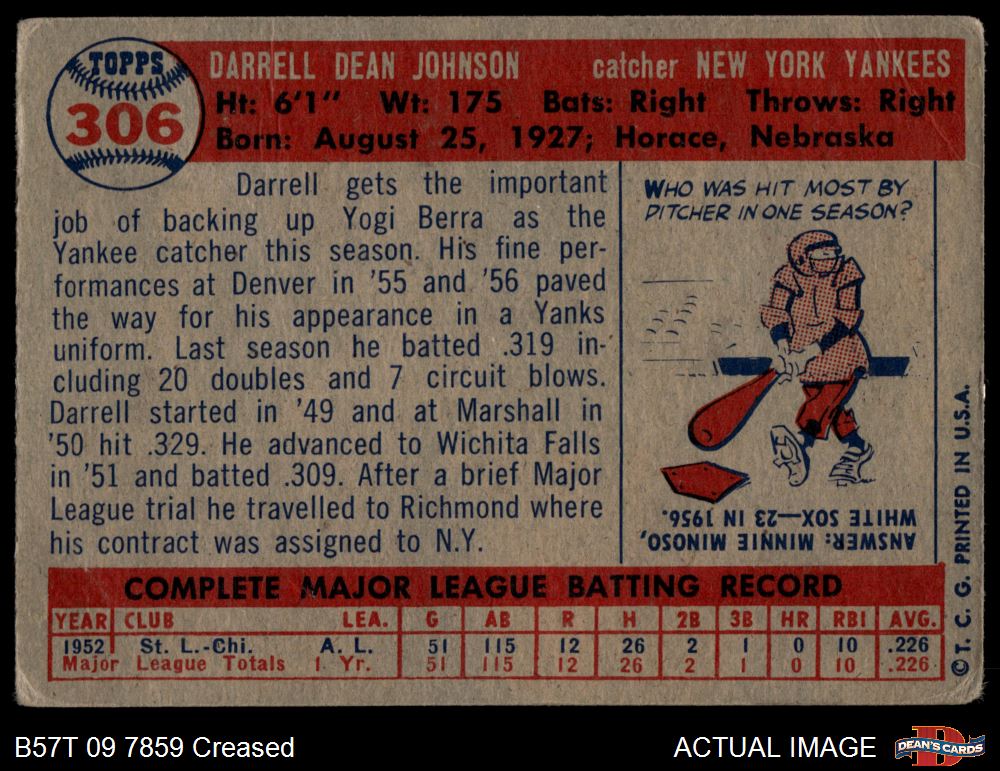 TOPPS
306
DARRELL DEAN JOHNSON catcher NEW YORK YANKEES
Ht: 6'1" Wt: 175 Bats: Right Throws: Right
Born: August 25, 1927; Horace, Nebraska
Darrell gets the important
job of backing up Yogi Berra as the
Yankee catcher this season. His fine per-
formances at Denver in '55 and '56 paved
the way for his appearance in a Yanks
uniform. Last season he batted .319 in-
cluding 20 doubles and 7 circuit blows.
Darrell started in '49 and at Marshall in
'50 hit .329. He advanced to Wichita Falls
in '51 and batted .309. After a brief Major
League trial he travelled to Richmond where
his contract was assigned to N.Y.
WHO WAS HIT MOST BY
PITCHER IN ONE SEASON?
ANSWER: MINNIE MINOSO,
WHITE SOX—23 IN 1956.
COMPLETE MAJOR LEAGUE BATTING RECORD
YEAR CLUB LEA. G AB R H 2B 3B HR RBI AVG.
1952 St. L.-Chi. A. L. 51 115 12 26 2 1 0 10 .226
Major League Totals 1 Yr. 51 115 12 26 2 1 0 10 .226
© T. C. G. PRINTED IN U.S.A.
B57T 09 7859 Creased ACTUAL IMAGE
DEAN'S CARDS